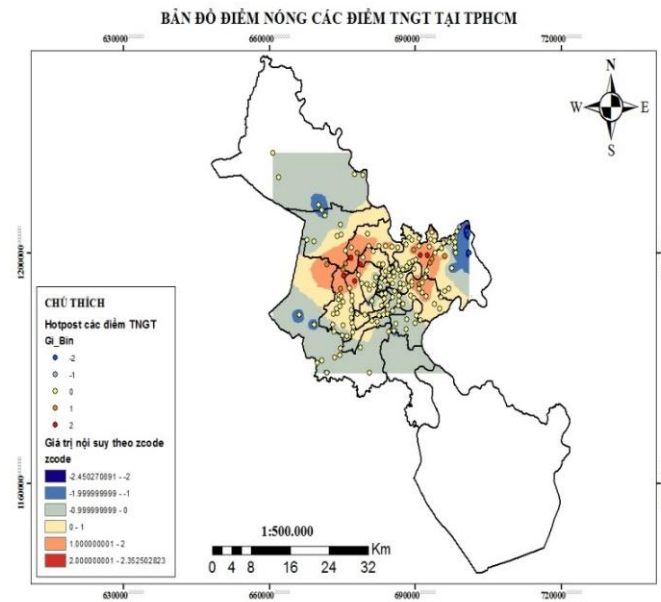 BẢN ĐỒ ĐIỂM NÓNG CÁC ĐIỂM TNGT TẠI TPHCM
630000 660000 690000 720000
N
W E
S
1200000 1200000
CHÚ THÍCH
Hotpost các điểm TNGT
Gi_Bin
-2
-1
0
1
2
Giá trị nội suy theo zcode
zcode
-2.450270891 - -2
-1.999999999 - -1
-0.999999999 - 0
0 - 1
1.000000001 - 2
2.000000001 - 2.352502823
1160000 1160000
1:500.000
Km
0 4 8 16 24 32
630000 660000 690000 720000